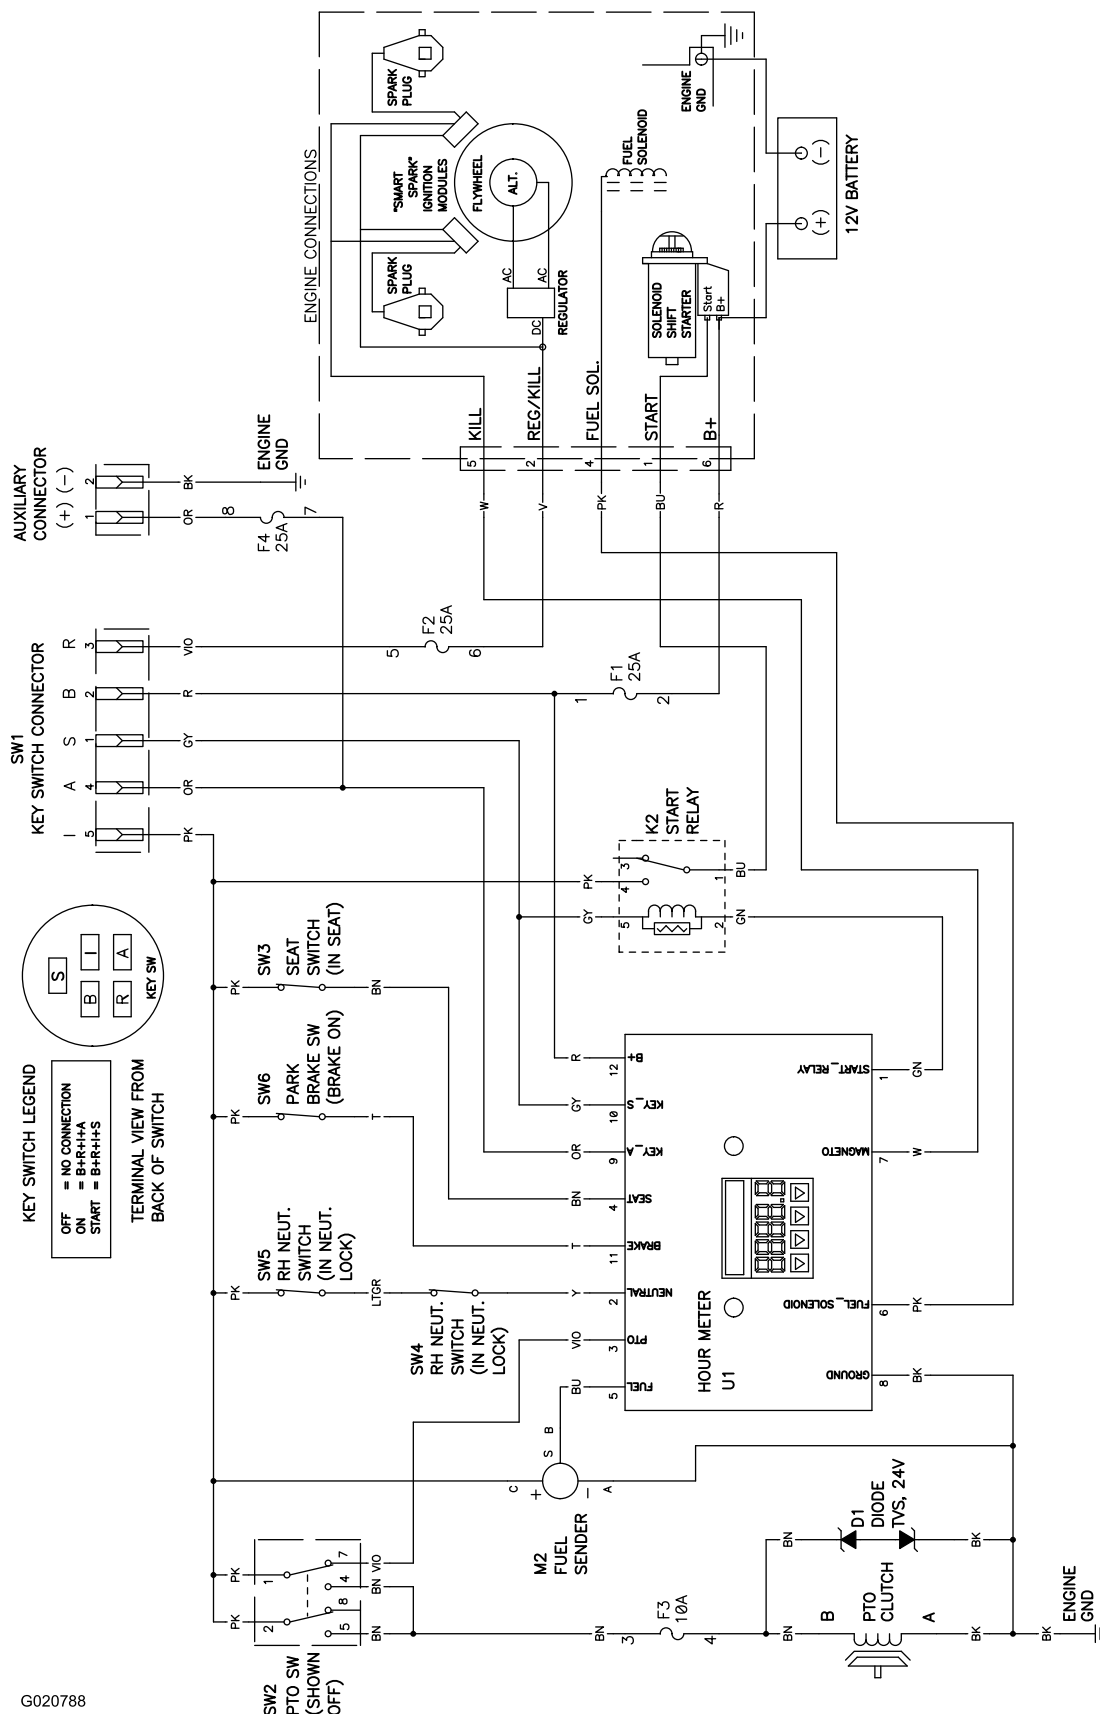 AUXILIARY
CONNECTOR
(+) (-)
1
2
OR
BK
8
F4
25A
7
ENGINE
GND
SW1
KEY SWITCH CONNECTOR
I
A
S
B
R
5
4
1
2
3
PK
OR
GY
R
VIO
5
F2
25A
6
1
F1
25A
2
ENGINE CONNECTIONS
SPARK
PLUG
SPARK
PLUG
"SMART
SPARK"
IGNITION
MODULES
FLYWHEEL
ALT.
AC
AC
REGULATOR
DC
FUEL
SOLENOID
ENGINE
GND
SOLENOID
SHIFT
STARTER
Start
B+
(-)
(+)
12V BATTERY
KILL
REG/KILL
FUEL SOL.
START
B+
5
2
4
1
6
W
V
PK
BU
R
KEY SWITCH LEGEND
OFF = NO CONNECTION
ON = B+R+I+A
START = B+R+I+S
TERMINAL VIEW FROM
BACK OF SWITCH
S
B
I
R
A
KEY SW
K2
START
RELAY
PK
GY
3
4
5
1
2
BU
GN
PK
SW3
SEAT
SWITCH
(IN SEAT)
BN
PK
SW6
PARK
BRAKE SW
(BRAKE ON)
T
PK
SW5
RH NEUT.
SWITCH
(IN NEUT.
LOCK)
LTGR
SW4
RH NEUT.
SWITCH
(IN NEUT.
LOCK)
R
GY
OR
BN
T
Y
VIO
BU
12
10
9
4
11
2
3
5
B+
KEY_S
KEY_A
SEAT
BRAKE
NEUTRAL
PTO
FUEL
HOUR METER
U1
START_RELAY
MAGNETO
FUEL_SOLENOID
GROUND
1
7
6
8
GN
W
PK
BK
C
+
S
B
-
A
M2
FUEL
SENDER
PK
PK
1
2
7
4
8
5
VIO
BN
BN
SW2
PTO SW
(SHOWN
OFF)
BN
3
F3
10A
4
BN
BN
D1
DIODE
TVS, 24V
BK
B
PTO
CLUTCH
A
BK
BK
ENGINE
GND
G020788